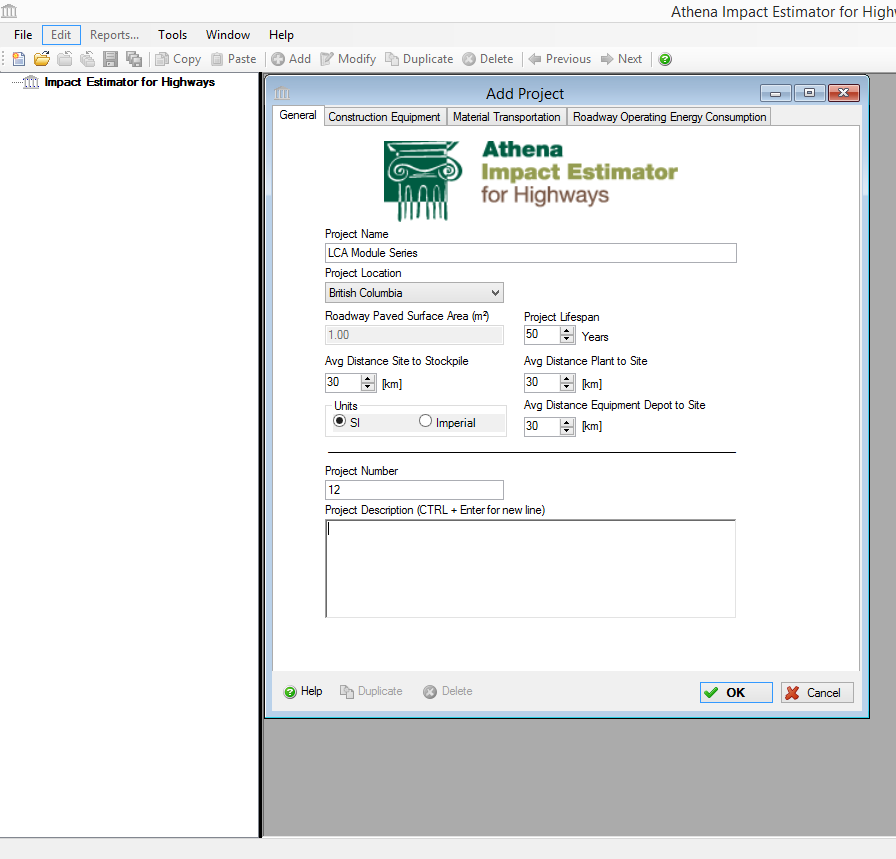 Athena Impact Estimator for High
File Edit Reports... Tools Window Help
Copy Paste Add Modify Duplicate Delete Previous Next
Impact Estimator for Highways
Add Project
General Construction Equipment Material Transportation Roadway Operating Energy Consumption
Athena
Impact Estimator
for Highways
Project Name
LCA Module Series
Project Location
British Columbia
Roadway Paved Surface Area (m²) Project Lifespan
1.00 50 Years
Avg Distance Site to Stockpile Avg Distance Plant to Site
30 [km] 30 [km]
Units Avg Distance Equipment Depot to Site
SI Imperial 30 [km]
Project Number
12
Project Description (CTRL + Enter for new line)
Help Duplicate Delete OK Cancel